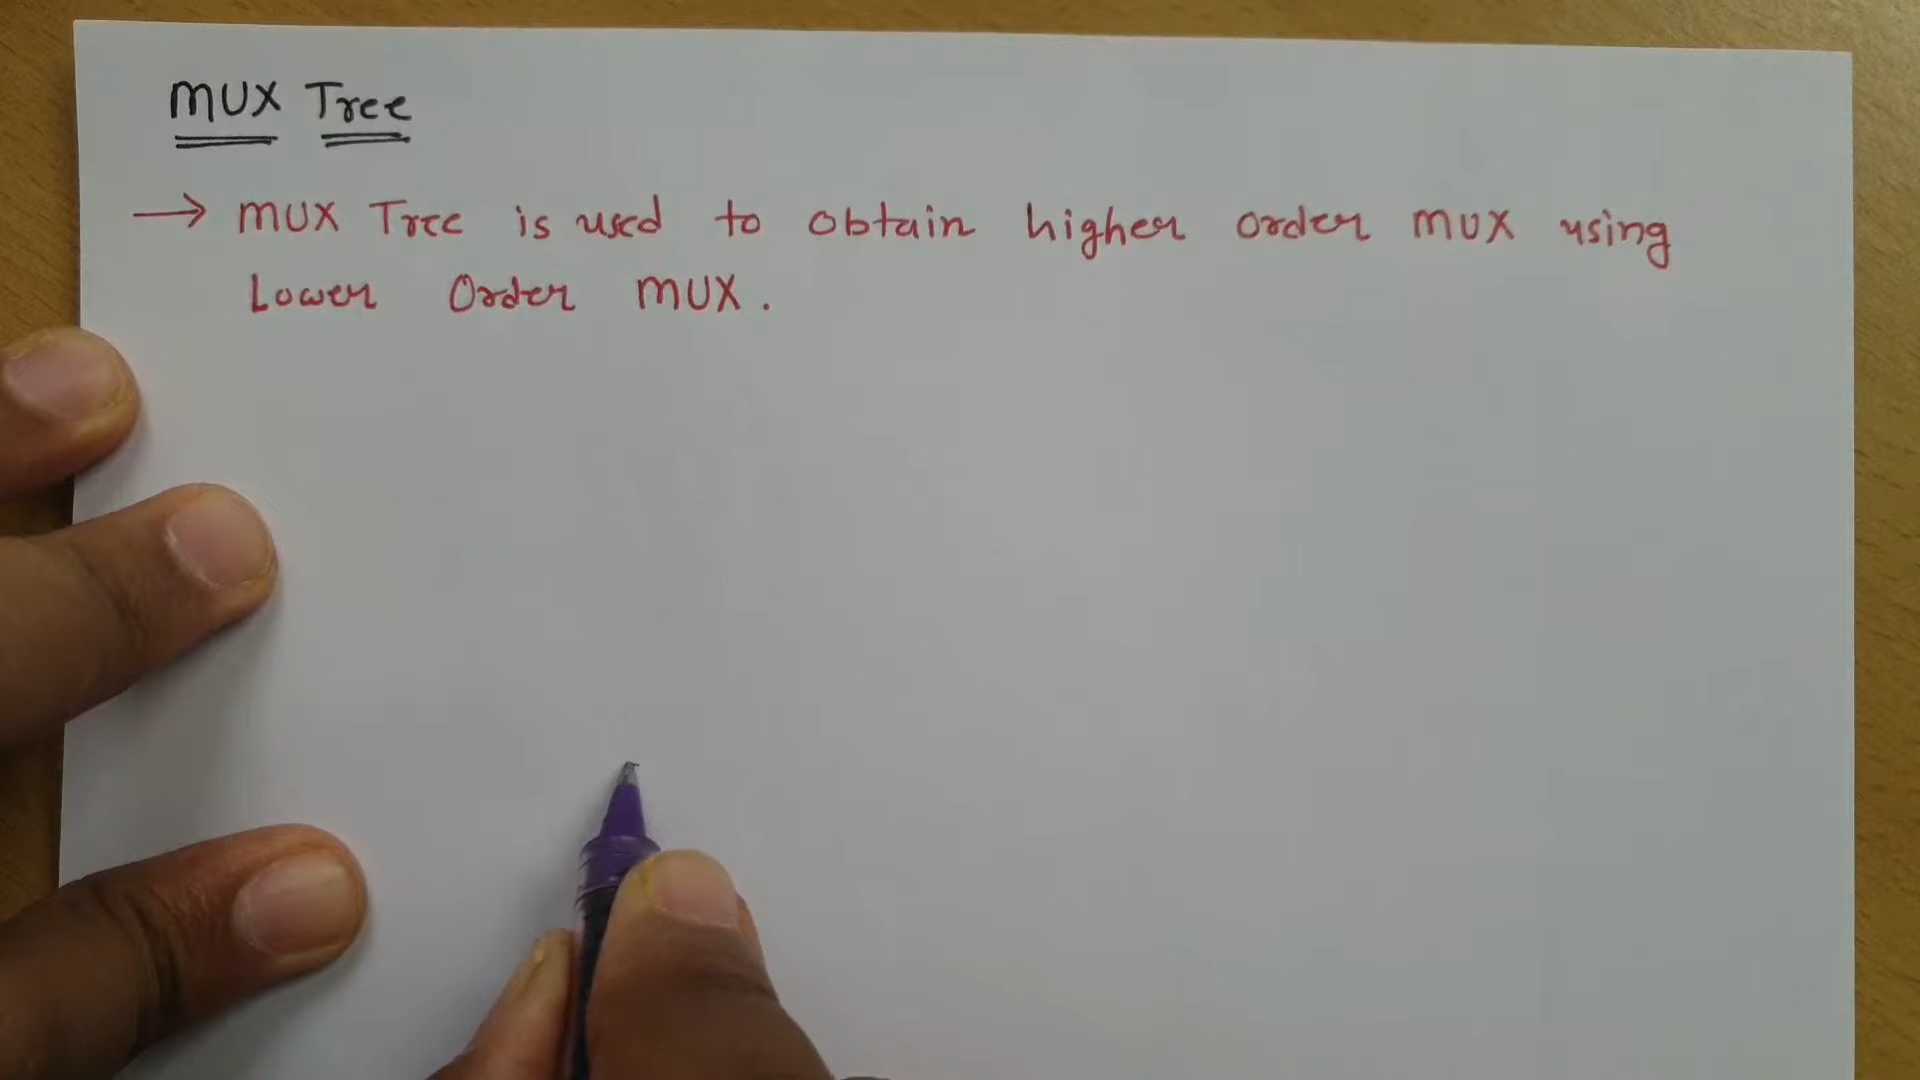 MUX Tree
→ MUX Tree is used to obtain higher order MUX using
Lower Order MUX.